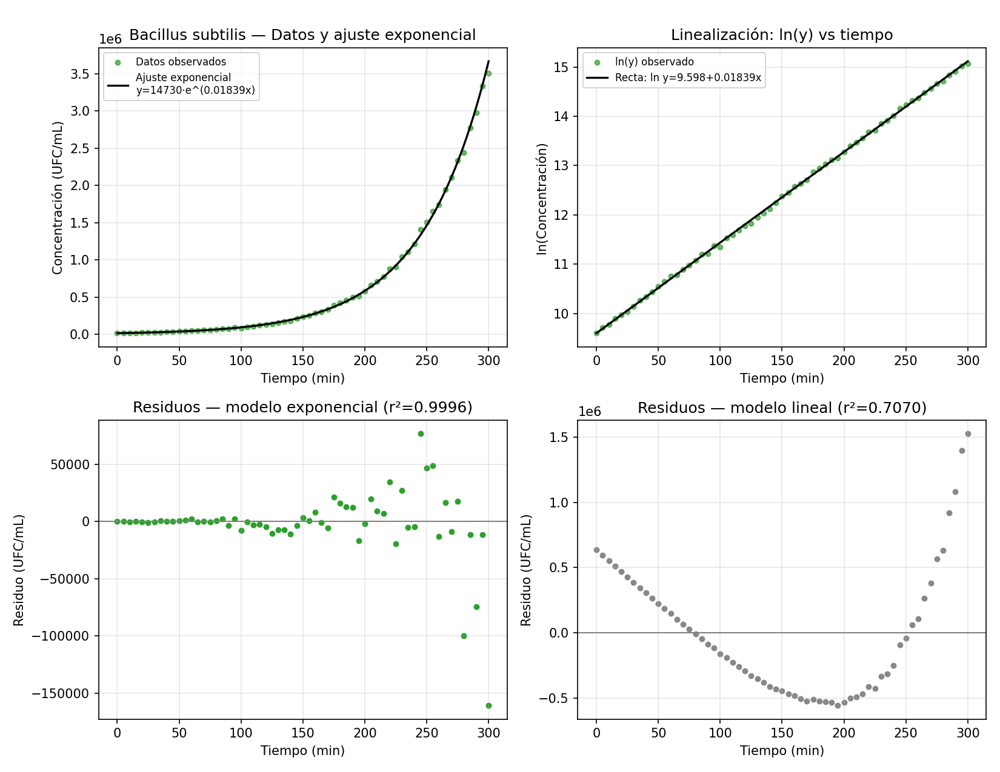 Bacillus subtilis — Datos y ajuste exponencial
1e6
Datos observados
Ajuste exponencial
y=14730·e^(0.01839x)
Concentración (UFC/mL)
3.5
3.0
2.5
2.0
1.5
1.0
0.5
0.0
0 50 100 150 200 250 300
Tiempo (min)
Linealización: ln(y) vs tiempo
ln(y) observado
Recta: ln y=9.598+0.01839x
ln(Concentración)
15
14
13
12
11
10
0 50 100 150 200 250 300
Tiempo (min)
Residuos — modelo exponencial (r²=0.9996)
Residuo (UFC/mL)
50000
0
−50000
−100000
−150000
0 50 100 150 200 250 300
Tiempo (min)
Residuos — modelo lineal (r²=0.7070)
1e6
Residuo (UFC/mL)
1.5
1.0
0.5
0.0
−0.5
0 50 100 150 200 250 300
Tiempo (min)